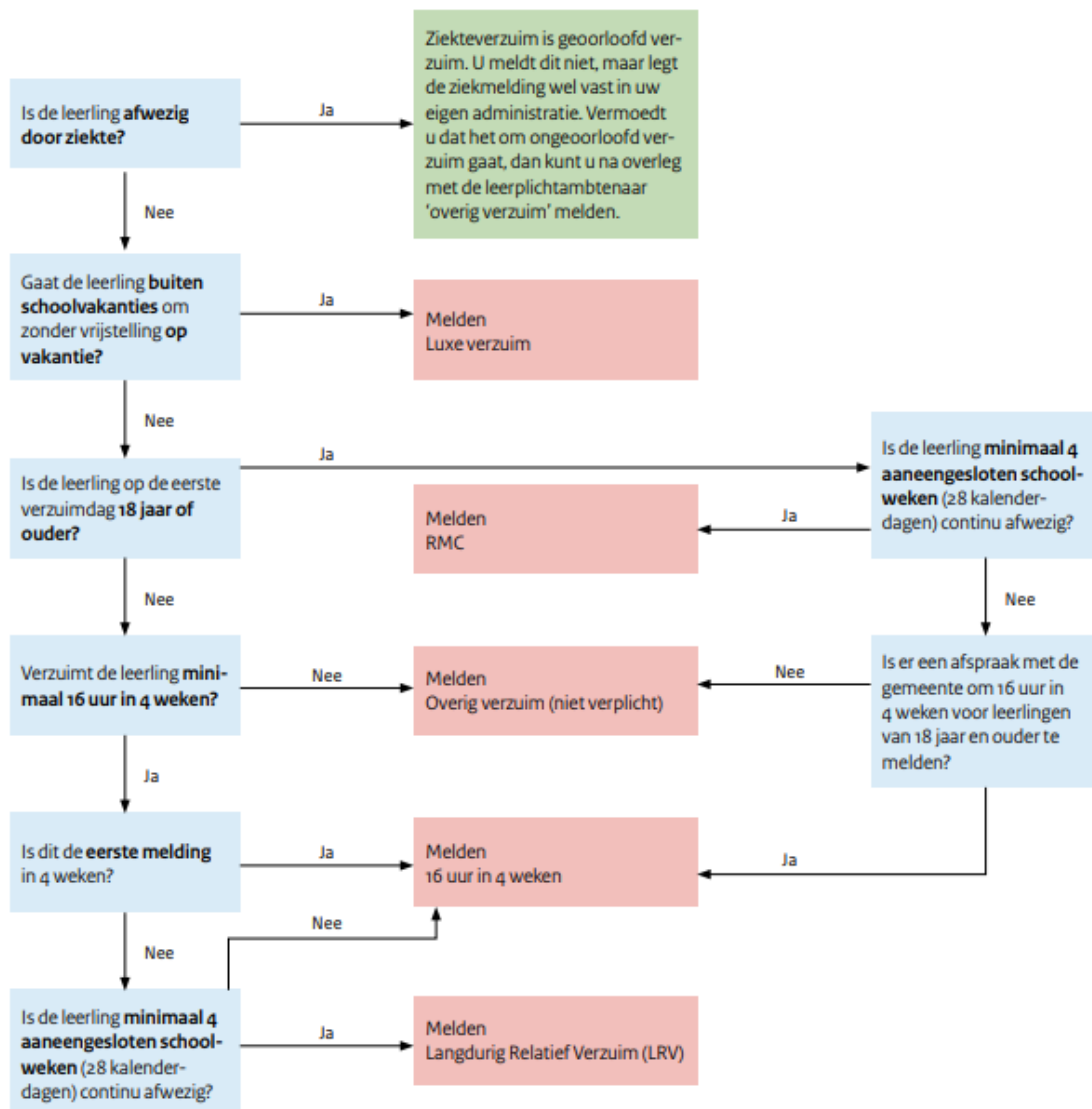 Ziekteverzuim is geoorloofd ver-
zuim. U meldt dit niet, maar legt
de ziekmelding wel vast in uw
eigen administratie. Vermoedt
u dat het om ongeoorloofd ver-
zuim gaat, dan kunt u na overleg
met de leerplichtambtenaar
‘overig verzuim’ melden.
Is de leerling afwezig
door ziekte?
Ja
Nee
Gaat de leerling buiten
schoolvakanties om
zonder vrijstelling op
vakantie?
Ja
Melden
Luxe verzuim
Nee
Is de leerling op de eerste
verzuimdag 18 jaar of
ouder?
Ja
Is de leerling minimaal 4
aaneengesloten school-
weken (28 kalender-
dagen) continu afwezig?
Ja
Melden
RMC
Nee
Nee
Verzuimt de leerling mini-
maal 16 uur in 4 weken?
Nee
Melden
Overig verzuim (niet verplicht)
Nee
Is er een afspraak met de
gemeente om 16 uur in
4 weken voor leerlingen
van 18 jaar en ouder te
melden?
Ja
Is dit de eerste melding
in 4 weken?
Ja
Melden
16 uur in 4 weken
Ja
Nee
Nee
Is de leerling minimaal 4
aaneengesloten school-
weken (28 kalender-
dagen) continu afwezig?
Ja
Melden
Langdurig Relatief Verzuim (LRV)